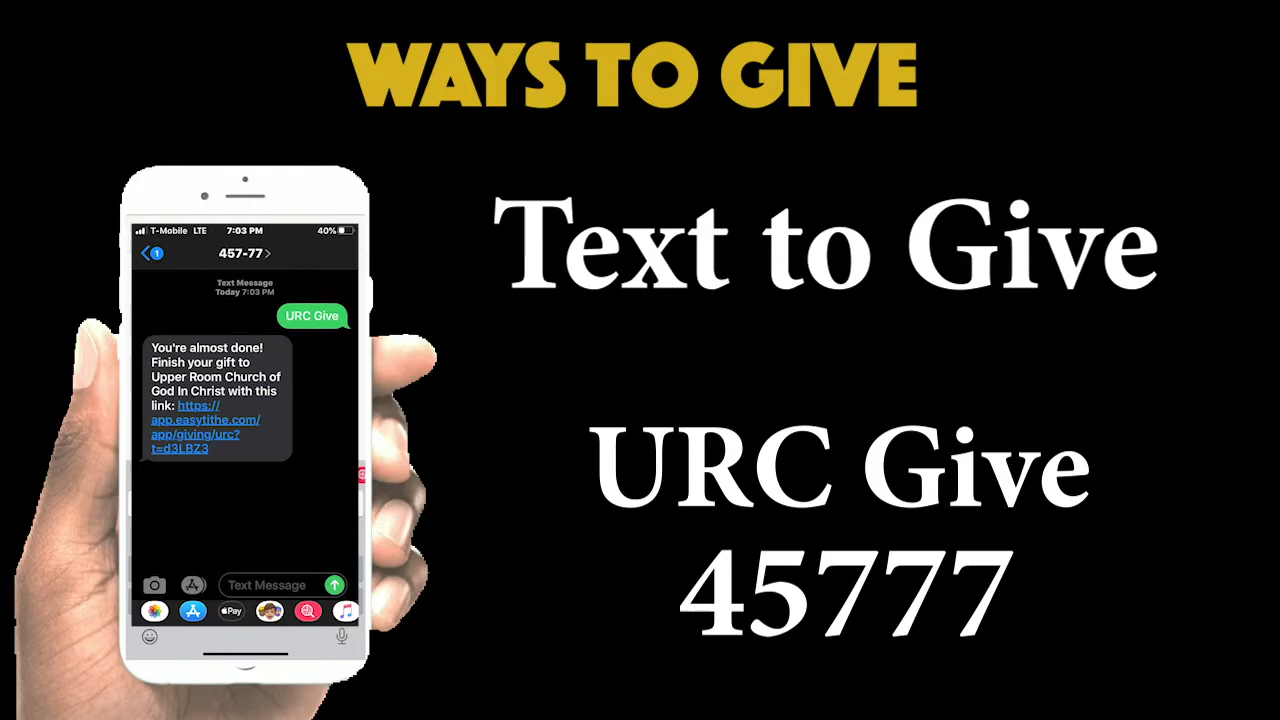 WAYS TO GIVE
Text to Give
URC Give
45777
T-Mobile LTE 7:03 PM 40%
1 457-77
Text Message
Today 7:03 PM
URC Give
You're almost done!
Finish your gift to
Upper Room Church of
God In Christ with this
link: https://
app.easytithe.com/
app/giving/urc?
t=d3LBZ3
Text Message
Pay